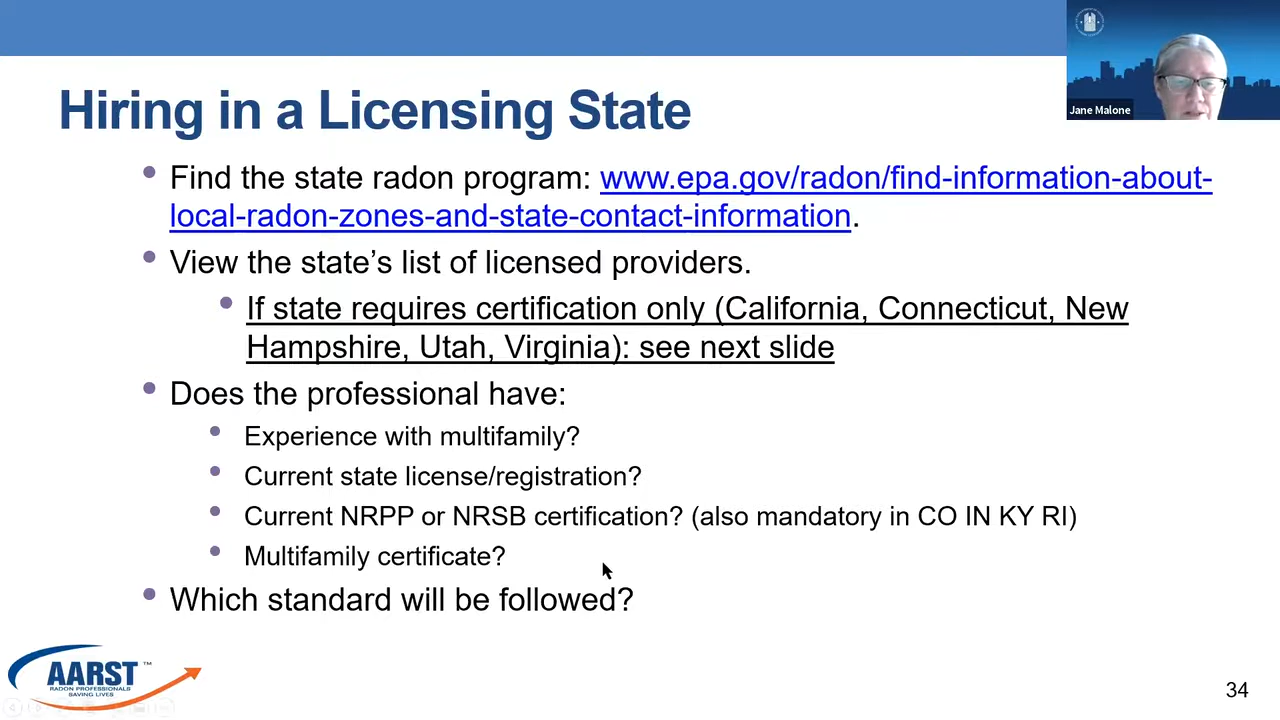 Jane Malone
Hiring in a Licensing State
• Find the state radon program: www.epa.gov/radon/find-information-about-
local-radon-zones-and-state-contact-information.
• View the state’s list of licensed providers.
• If state requires certification only (California, Connecticut, New
Hampshire, Utah, Virginia): see next slide
• Does the professional have:
• Experience with multifamily?
• Current state license/registration?
• Current NRPP or NRSB certification? (also mandatory in CO IN KY RI)
• Multifamily certificate?
• Which standard will be followed?
AARST™
RADON PROFESSIONALS
SAVING LIVES
34